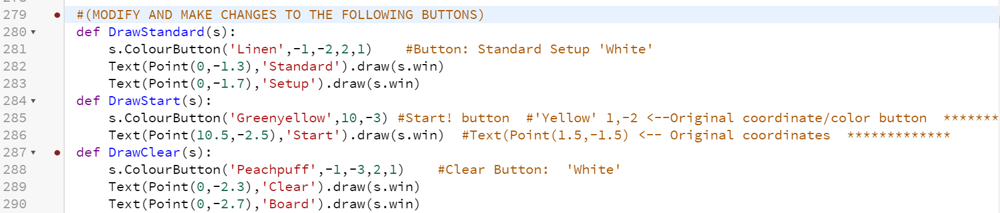 279 #(MODIFY AND MAKE CHANGES TO THE FOLLOWING BUTTONS)
280 def DrawStandard(s):
281 s.ColourButton('Linen',-1,-2,2,1) #Button: Standard Setup 'White'
282 Text(Point(0,-1.3),'Standard').draw(s.win)
283 Text(Point(0,-1.7),'Setup').draw(s.win)
284 def DrawStart(s):
285 s.ColourButton('Greenyellow',10,-3) #Start! button #'Yellow' 1,-2 <--Original coordinate/color button *******
286 Text(Point(10.5,-2.5),'Start').draw(s.win) #Text(Point(1.5,-1.5) <-- Original coordinates *************
287 def DrawClear(s):
288 s.ColourButton('Peachpuff',-1,-3,2,1) #Clear Button: 'White'
289 Text(Point(0,-2.3),'Clear').draw(s.win)
290 Text(Point(0,-2.7),'Board').draw(s.win)